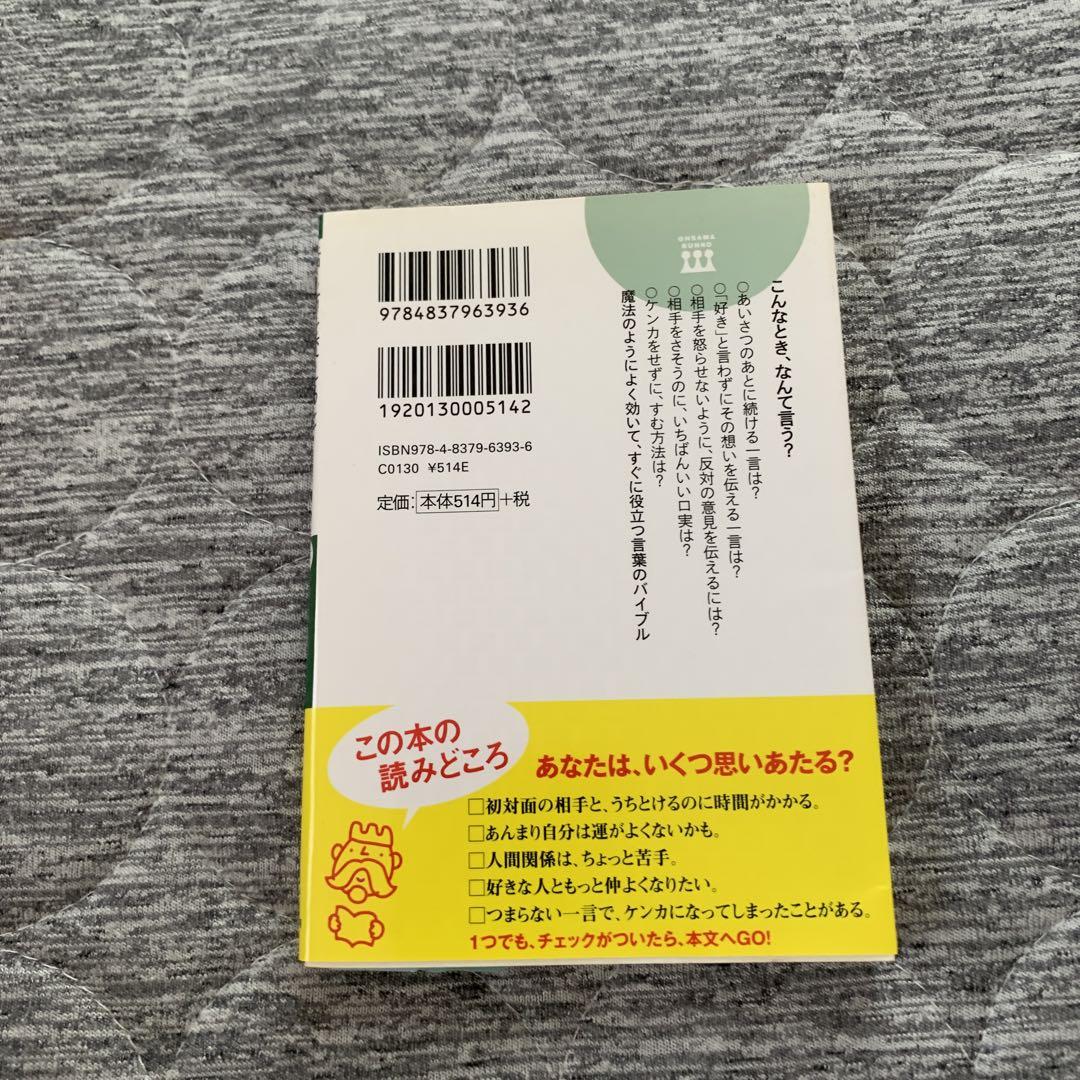 OHSAWA
BUNKO
こんなとき、なんて言う？
○あいさつのあとに続ける一言は？
○「好き」と言わずにその想いを伝える一言は？
○相手を怒らせないように、反対の意見を伝えるには？
○相手をさそうのに、いちばんいい口実は？
○ケンカをせずに、すむ方法は？
魔法のようによく効いて、すぐに役立つ言葉のバイブル
9784837963936
1920130005142
ISBN978-4-8379-6393-6
C0130 ¥514E
定価：本体514円+税
この本の
読みどころ
あなたは、いくつ思いあたる？
□初対面の相手と、うちとけるのに時間がかかる。
□あんまり自分は運がよくないかも。
□人間関係は、ちょっと苦手。
□好きな人ともっと仲よくなりたい。
□つまらない一言で、ケンカになってしまったことがある。
1つでも、チェックがついたら、本文へGO！